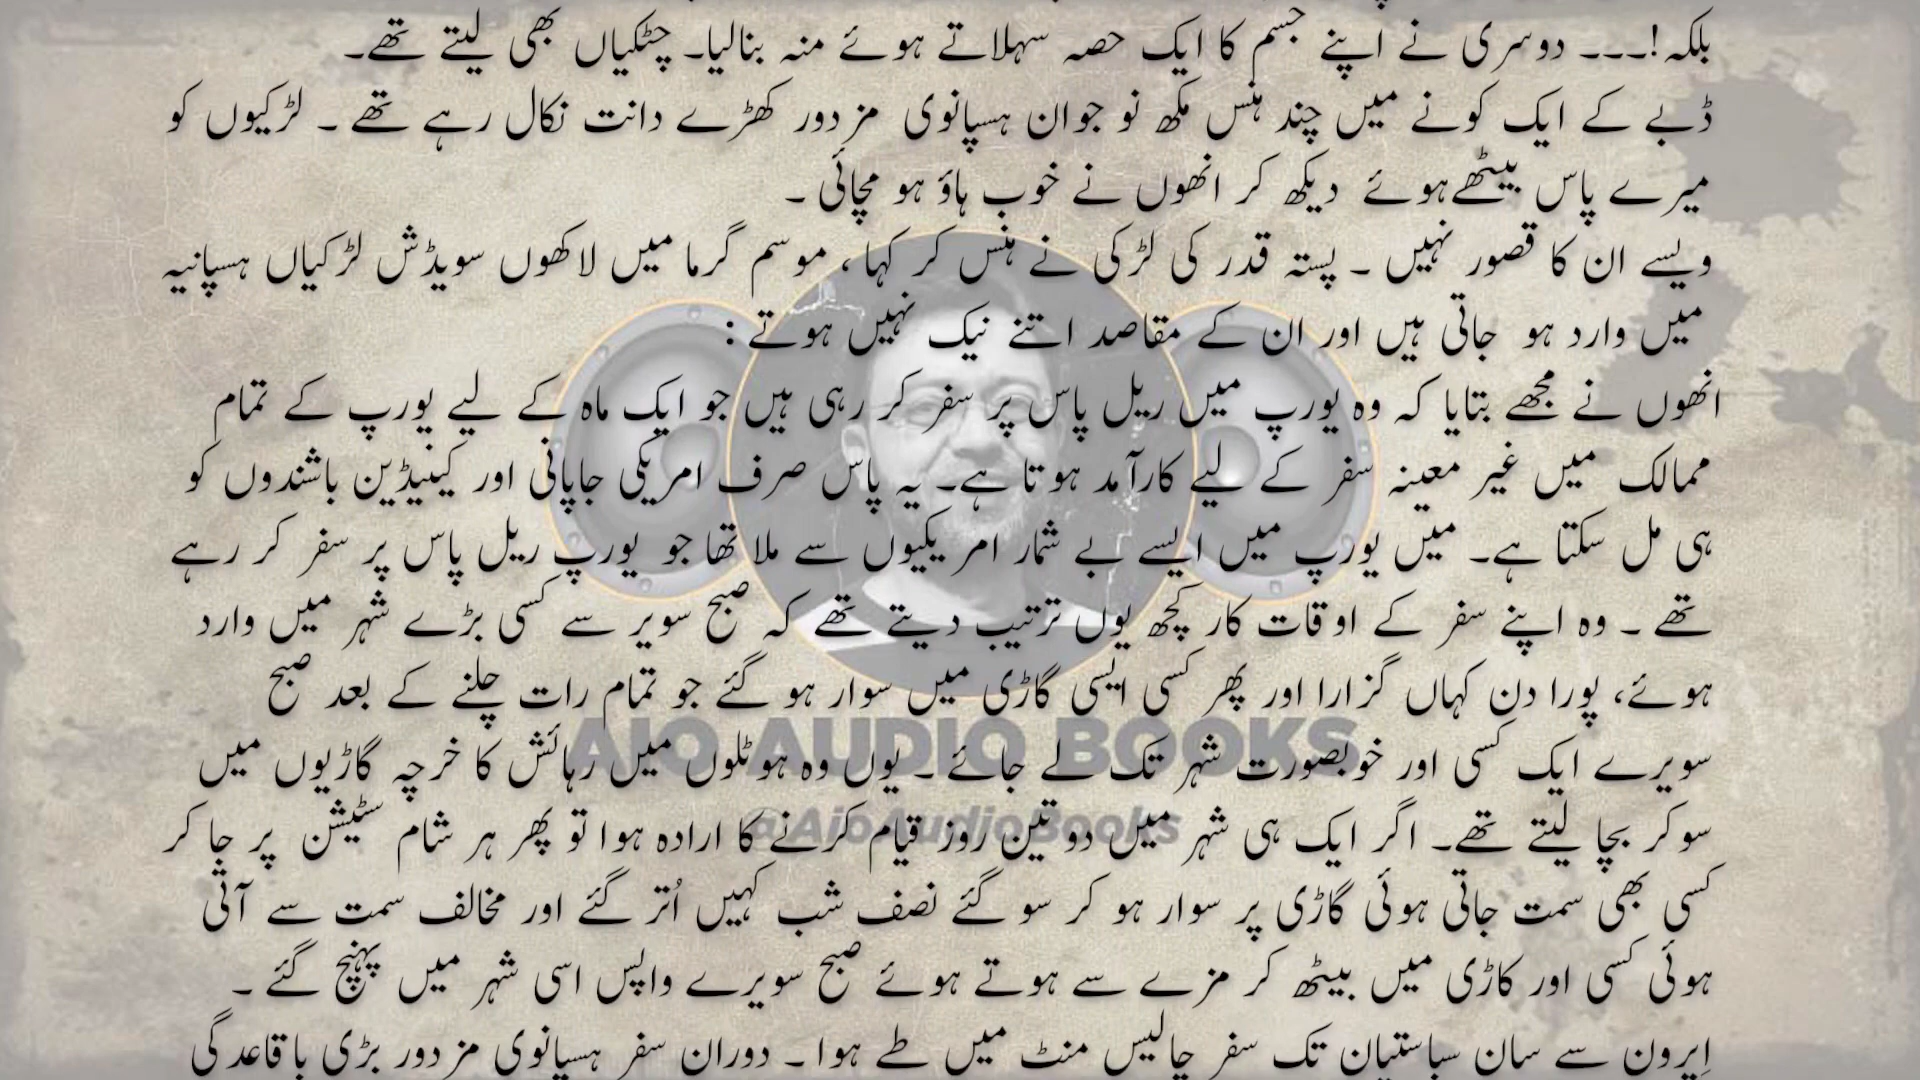 بلکہ!۔۔۔ دوسری نے اپنے جسم کا ایک حصہ سہلاتے ہوئے منہ بنالیا۔ چٹکیاں بھی لیتے تھے۔
ڈبے کے ایک کونے میں چند ہنس مکھ نو جوان ہسپانوی مزدور کھڑے دانت نکال رہے تھے ۔ لڑکیوں کو
میرے پاس بیٹھے ہوئے دیکھ کر انھوں نے خوب ہاؤ ہو مچائی ۔
ویسے ان کا قصور نہیں ۔ پستہ قدر کی لڑکی نے ہنس کر کہا ، موسم گرما میں لاکھوں سویڈش لڑکیاں ہسپانیہ
میں وارد ہو جاتی ہیں اور ان کے مقاصد اتنے نیک نہیں ہوتے :
انھوں نے مجھے بتایا کہ وہ یورپ میں ریل پاس پر سفر کر رہی ہیں جو ایک ماہ کے لیے یورپ کے تمام
ممالک میں غیر معینہ سفر کے لیے کارآمد ہوتا ہے۔ یہ پاس صرف امریکی جاپانی اور کینیڈین باشندوں کو
ہی مل سکتا ہے۔ میں یورپ میں ایسے بے شمار امریکیوں سے ملا تھا جو یورپ ریل پاس پر سفر کر رہے
تھے ۔ وہ اپنے سفر کے اوقات کار کچھ یوں ترتیب دیتے تھے کہ صبح سویر سے کسی بڑے شہر میں وارد
ہوئے، پورا دن کہاں گزارا اور پھر کسی ایسی گاڑی میں سوار ہو گئے جو تمام رات چلنے کے بعد صبح
سویرے ایک کسی اور خوبصورت شہر تک لے جائے ۔ یوں وہ ہوٹلوں میں رہائش کا خرچہ گاڑیوں میں
سو کر بچا لیتے تھے۔ اگر ایک ہی شہر میں دو تین روز قیام کرنے کا ارادہ ہوا تو پھر ہر شام سٹیشن پر جا کر
کسی بھی سمت جاتی ہوئی گاڑی پر سوار ہو کر سو گئے نصف شب کہیں اُتر گئے اور مخالف سمت سے آتی
ہوئی کسی اور کاڑی میں بیٹھ کر مزے سے ہوتے ہوئے صبح سویرے واپس اسی شہر میں پہنچ گئے ۔
اِیرون سے سان سباستیان تک سفر چالیس منٹ میں طے ہوا ۔ دوران سفر ہسپانوی مزدور بڑی باقاعدگی
AIO AUDIO BOOKS
@AioAudioBooks